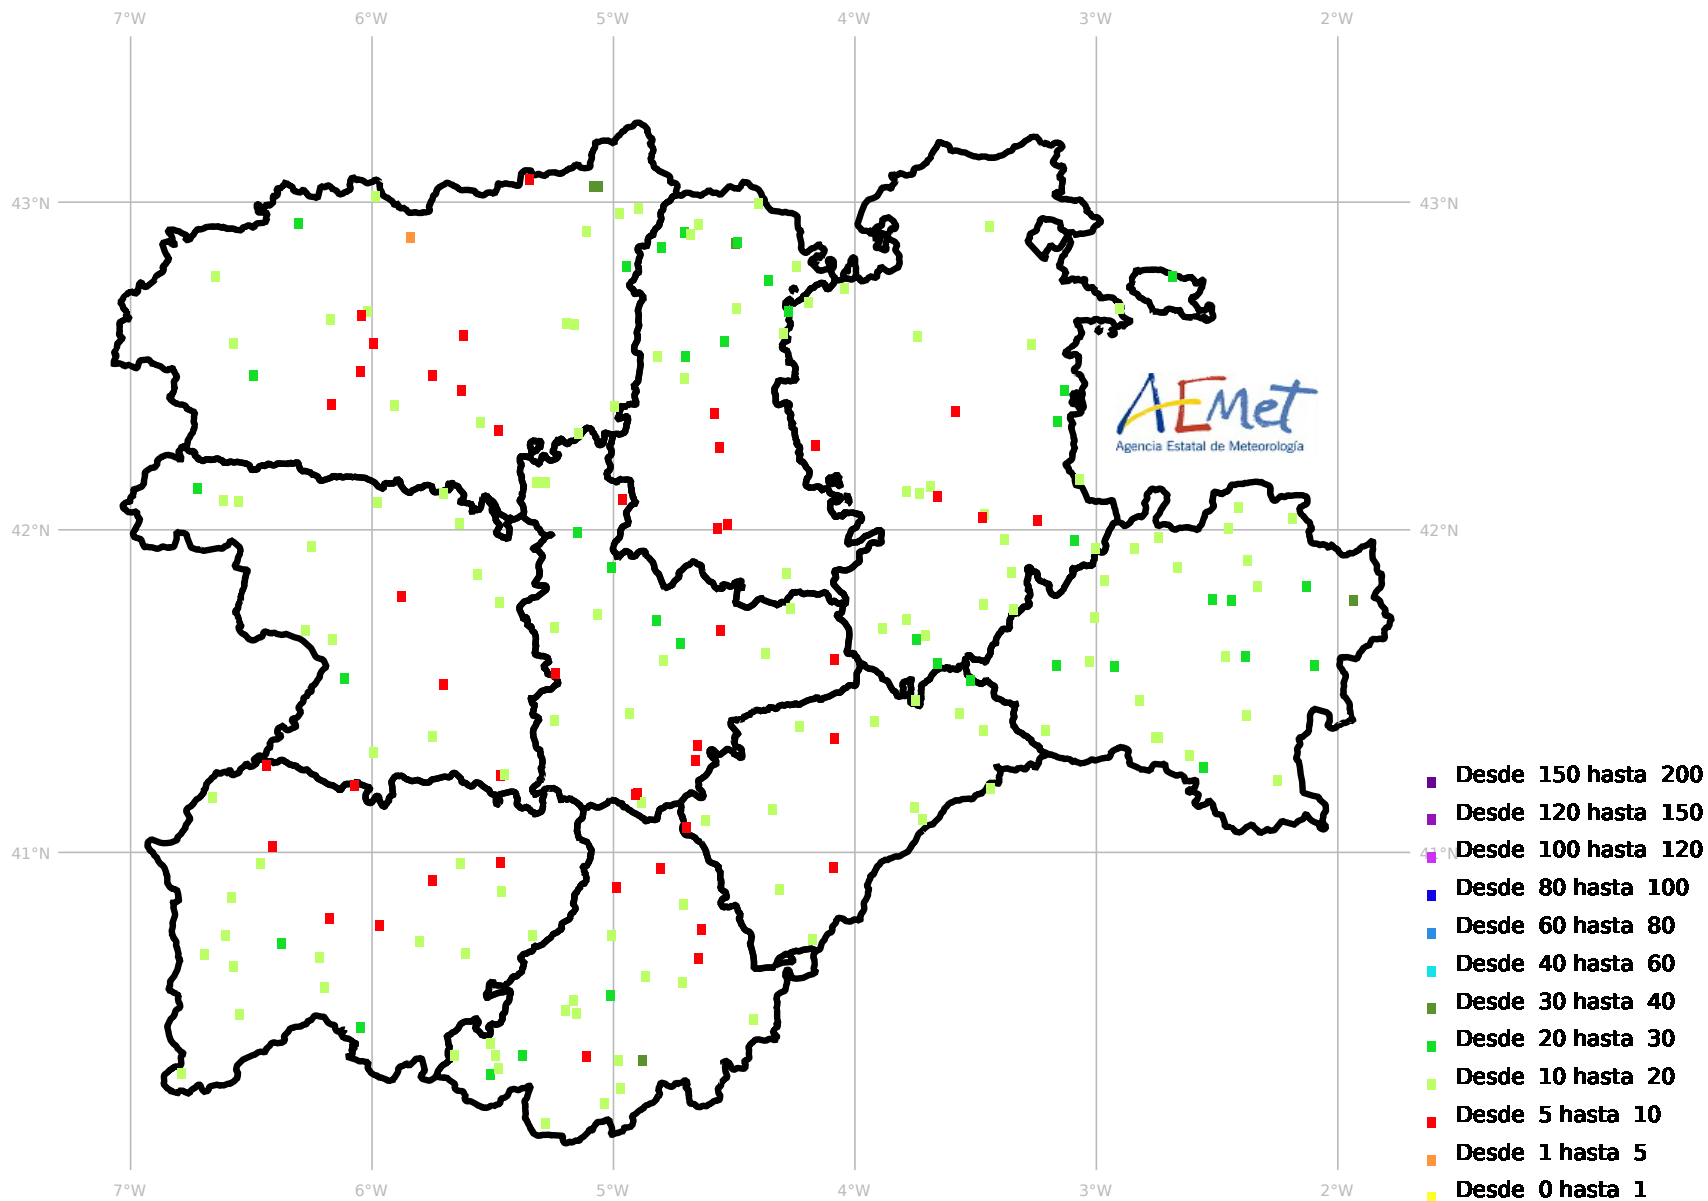 7°W 6°W 5°W 4°W 3°W 2°W
43°N 43°N
AEMet
Agencia Estatal de Meteorología
42°N 42°N
Desde 150 hasta 200
Desde 120 hasta 150
41°N Desde 100 hasta 120 41°N
Desde 80 hasta 100
Desde 60 hasta 80
Desde 40 hasta 60
Desde 30 hasta 40
Desde 20 hasta 30
Desde 10 hasta 20
Desde 5 hasta 10
Desde 1 hasta 5
Desde 0 hasta 1
7°W 6°W 5°W 4°W 3°W 2°W